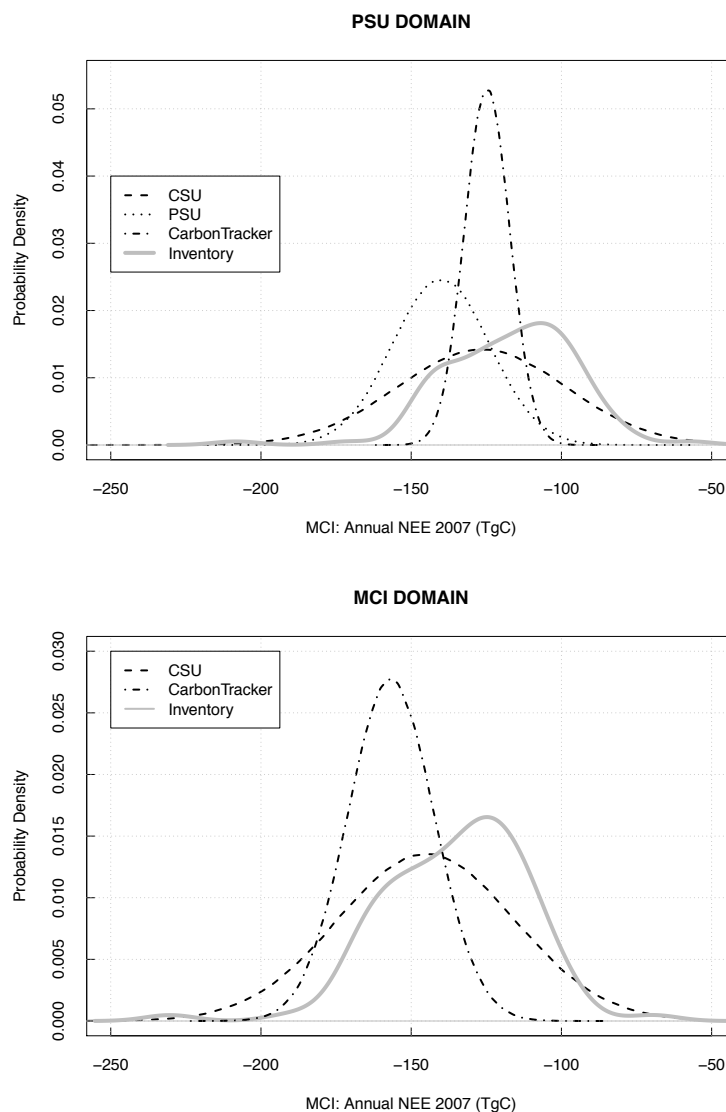 PSU DOMAIN
Probability Density
0.00 0.01 0.02 0.03 0.04 0.05
CSU
PSU
CarbonTracker
Inventory
−250 −200 −150 −100 −50
MCI: Annual NEE 2007 (TgC)
MCI DOMAIN
Probability Density
0.000 0.005 0.010 0.015 0.020 0.025 0.030
CSU
CarbonTracker
Inventory
−250 −200 −150 −100 −50
MCI: Annual NEE 2007 (TgC)